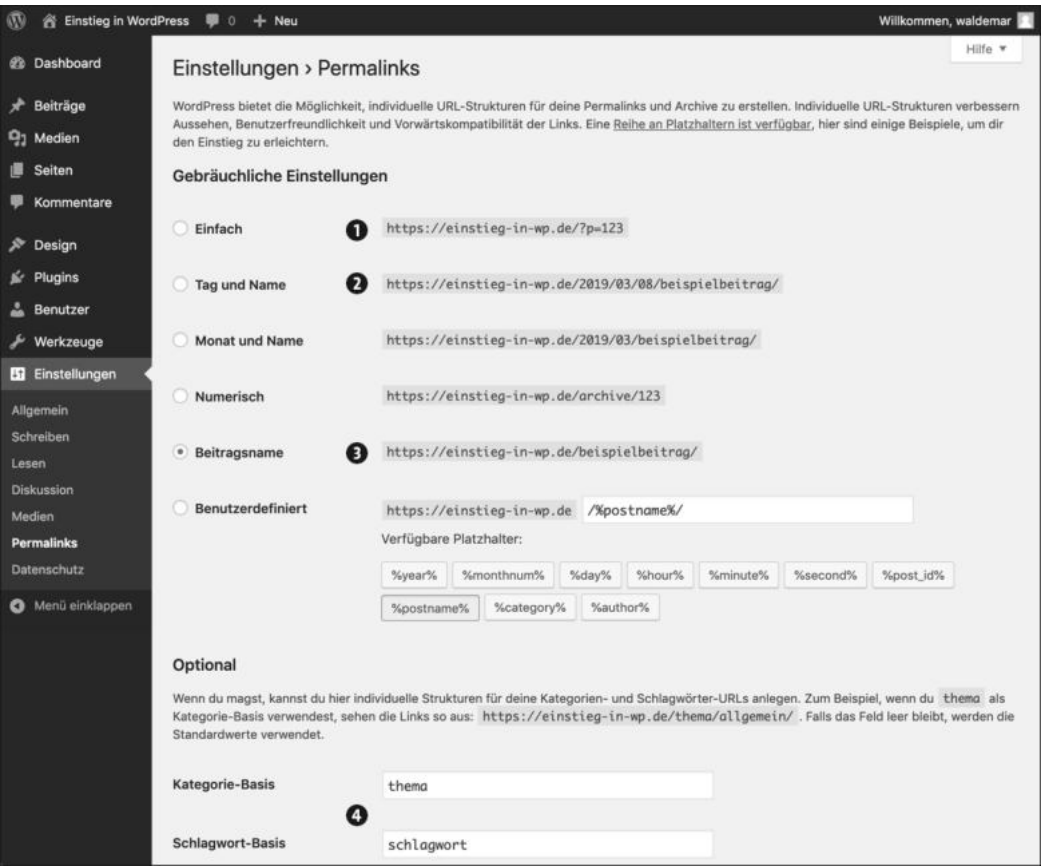 Einstieg in WordPress 0 + Neu Willkommen, waldemar
Hilfe ▼
Dashboard
Beiträge
Medien
Seiten
Kommentare
Design
Plugins
Benutzer
Werkzeuge
Einstellungen
Allgemein
Schreiben
Lesen
Diskussion
Medien
Permalinks
Datenschutz
Menü einklappen
Einstellungen › Permalinks
WordPress bietet die Möglichkeit, individuelle URL-Strukturen für deine Permalinks und Archive zu erstellen. Individuelle URL-Strukturen verbessern
Aussehen, Benutzerfreundlichkeit und Vorwärtskompatibilität der Links. Eine Reihe an Platzhaltern ist verfügbar, hier sind einige Beispiele, um dir
den Einstieg zu erleichtern.
Gebräuchliche Einstellungen
Einfach 1 https://einstieg-in-wp.de/?p=123
Tag und Name 2 https://einstieg-in-wp.de/2019/03/08/beispielbeitrag/
Monat und Name https://einstieg-in-wp.de/2019/03/beispielbeitrag/
Numerisch https://einstieg-in-wp.de/archive/123
Beitragsname 3 https://einstieg-in-wp.de/beispielbeitrag/
Benutzerdefiniert https://einstieg-in-wp.de /%postname%/
Verfügbare Platzhalter:
%year% %monthnum% %day% %hour% %minute% %second% %post_id%
%postname% %category% %author%
Optional
Wenn du magst, kannst du hier individuelle Strukturen für deine Kategorien- und Schlagwörter-URLs anlegen. Zum Beispiel, wenn du thema als
Kategorie-Basis verwendest, sehen die Links so aus: https://einstieg-in-wp.de/thema/allgemein/ . Falls das Feld leer bleibt, werden die
Standardwerte verwendet.
Kategorie-Basis thema
4
Schlagwort-Basis schlagwort